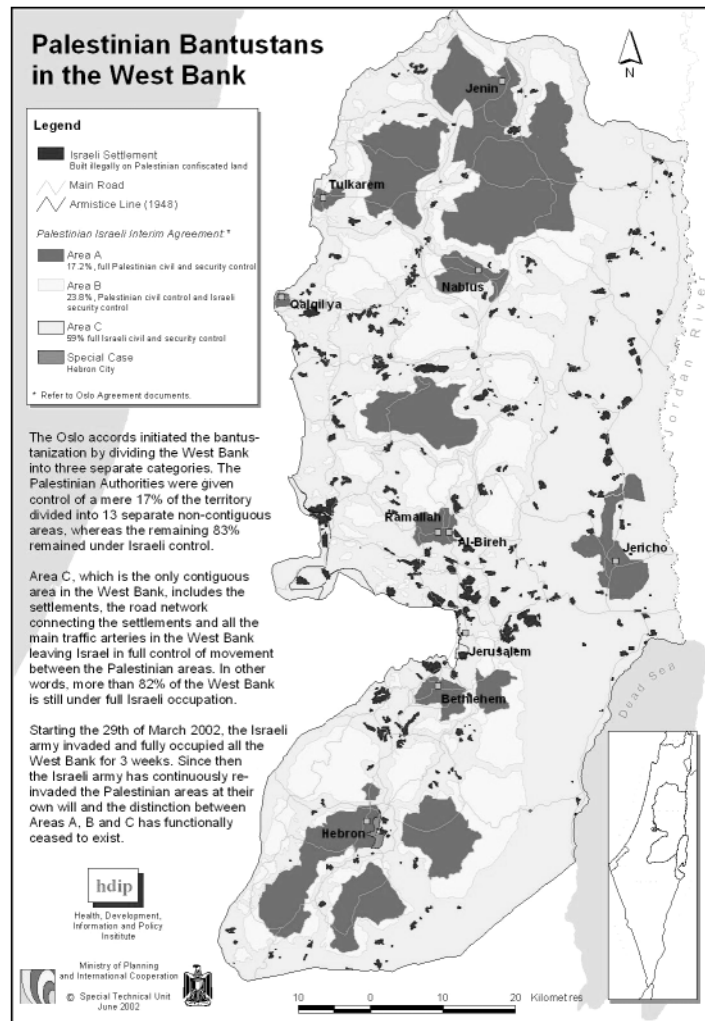 Palestinian Bantustans
in the West Bank
N
Legend
Israeli Settlement
Built illegally on Palestinian confiscated land
Main Road
Armistice Line (1948)
Palestinian Israeli Interim Agreement *
Area A
17.2%, full Palestinian civil and security control
Area B
23.8%, Palestinian civil control and Israeli
security control
Area C
59% full Israeli civil and security control
Special Case
Hebron City
* Refer to Oslo Agreement documents.
Jenin
Tulkarem
Nablus
Qalqiliya
Jordan River
Ramallah
Al-Bireh
Jericho
Jerusalem
Dead Sea
Bethlehem
Hebron
The Oslo accords initiated the bantus-
tanization by dividing the West Bank
into three separate categories. The
Palestinian Authorities were given
control of a mere 17% of the territory
divided into 13 separate non-contiguous
areas, whereas the remaining 83%
remained under Israeli control.
Area C, which is the only contiguous
area in the West Bank, includes the
settlements, the road network
connecting the settlements and all the
main traffic arteries in the West Bank
leaving Israel in full control of movement
between the Palestinian areas. In other
words, more than 82% of the West Bank
is still under full Israeli occupation.
Starting the 29th of March 2002, the Israeli
army invaded and fully occupied all the
West Bank for 3 weeks. Since then
the Israeli army has continuously re-
invaded the Palestinian areas at their
own will and the distinction between
Areas A, B and C has functionally
ceased to exist.
hdip
Health, Development,
Information and Policy
Insititute
Ministry of Planning
and International Cooperation
© Special Technical Unit
June 2002
10 0 10 20 Kilometres